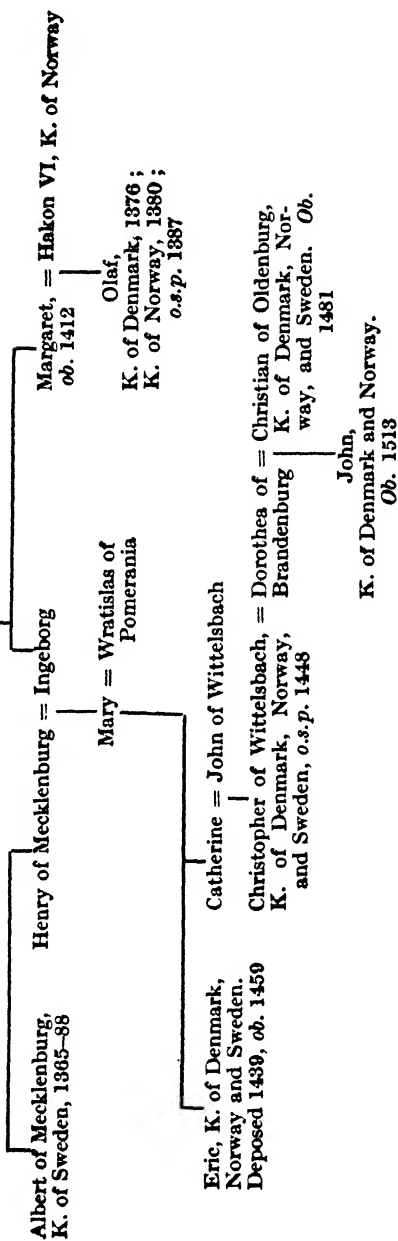 Albert of Mecklenburg,
K. of Sweden, 1365–88
Henry of Mecklenburg = Ingeborg
Margaret, = Hakon VI, K. of Norway
ob. 1412
Mary = Wratislas of
Pomerania
Olaf,
K. of Denmark, 1376 ;
K. of Norway, 1380 ;
o.s.p. 1387
Eric, K. of Denmark,
Norway and Sweden.
Deposed 1439, ob. 1459
Catherine = John of Wittelsbach
Christopher of Wittelsbach, = Dorothea of = Christian of Oldenburg,
K. of Denmark, Norway, Brandenburg K. of Denmark, Nor-
and Sweden, o.s.p. 1448 way, and Sweden. Ob.
1481
John,
K. of Denmark and Norway.
Ob. 1513